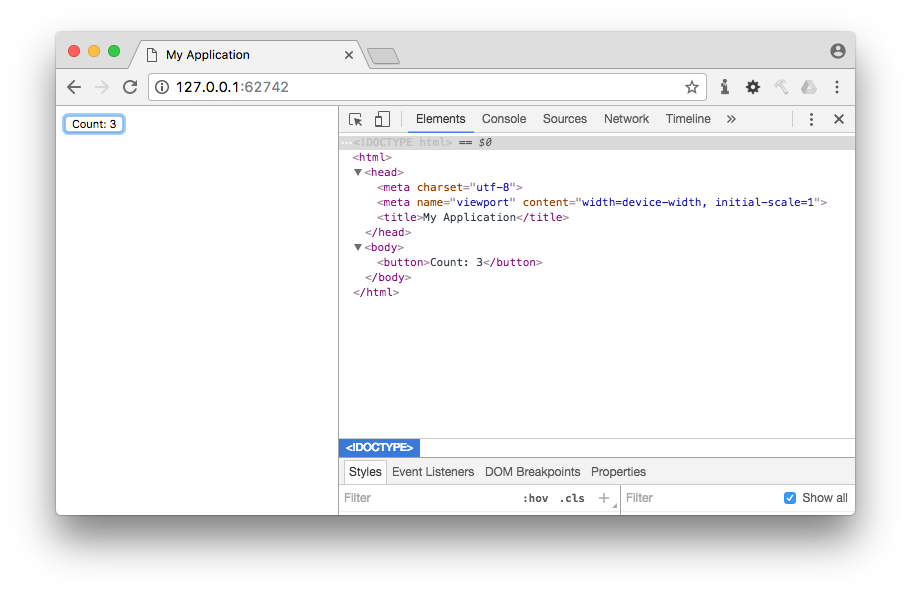 My Application
127.0.0.1:62742
Count: 3
Elements Console Sources Network Timeline »
…<!DOCTYPE html> == $0
<html>
▼<head>
<meta charset="utf-8">
<meta name="viewport" content="width=device-width, initial-scale=1">
<title>My Application</title>
</head>
▼<body>
<button>Count: 3</button>
</body>
</html>
<!DOCTYPE>
Styles Event Listeners DOM Breakpoints Properties
Filter :hov .cls + Filter Show all